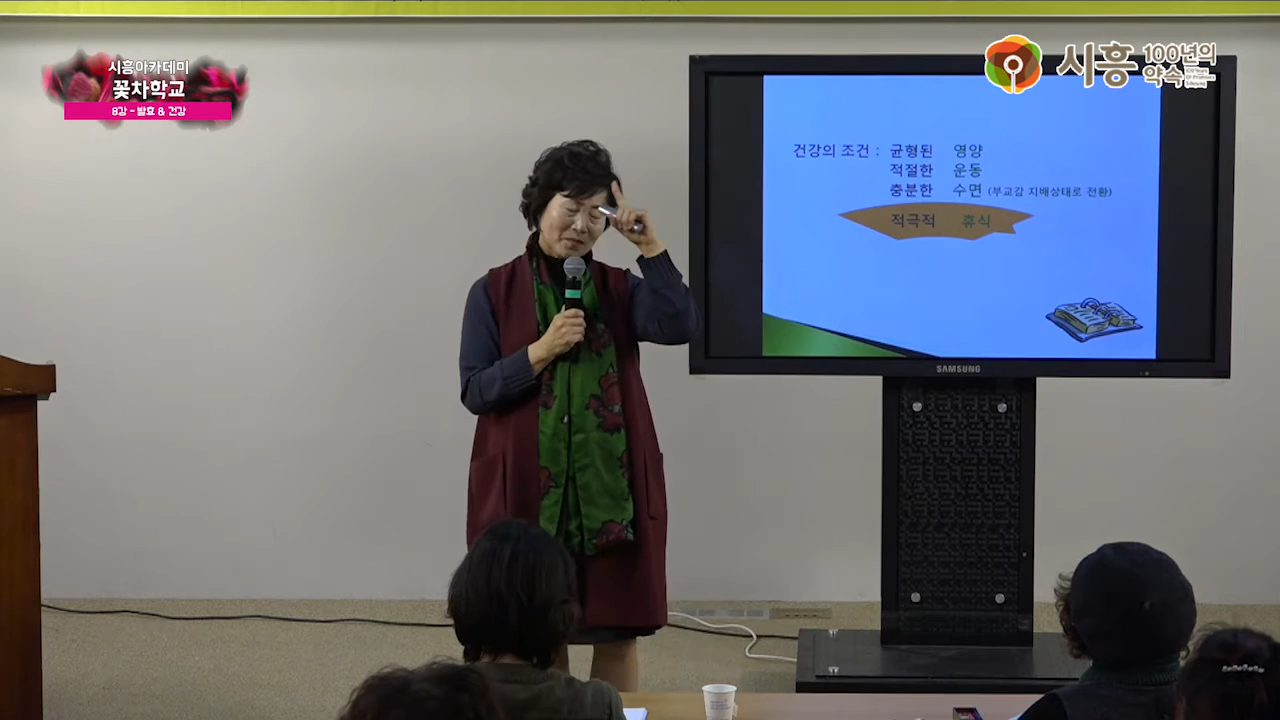 시흥아카데미
꽃차학교
8강 - 발효 & 건강
시흥 100년의 약속
건강의 조건 : 균형된 영양
적절한 운동
충분한 수면 (부교감 지배상태로 전환)
적극적 휴식
SAMSUNG